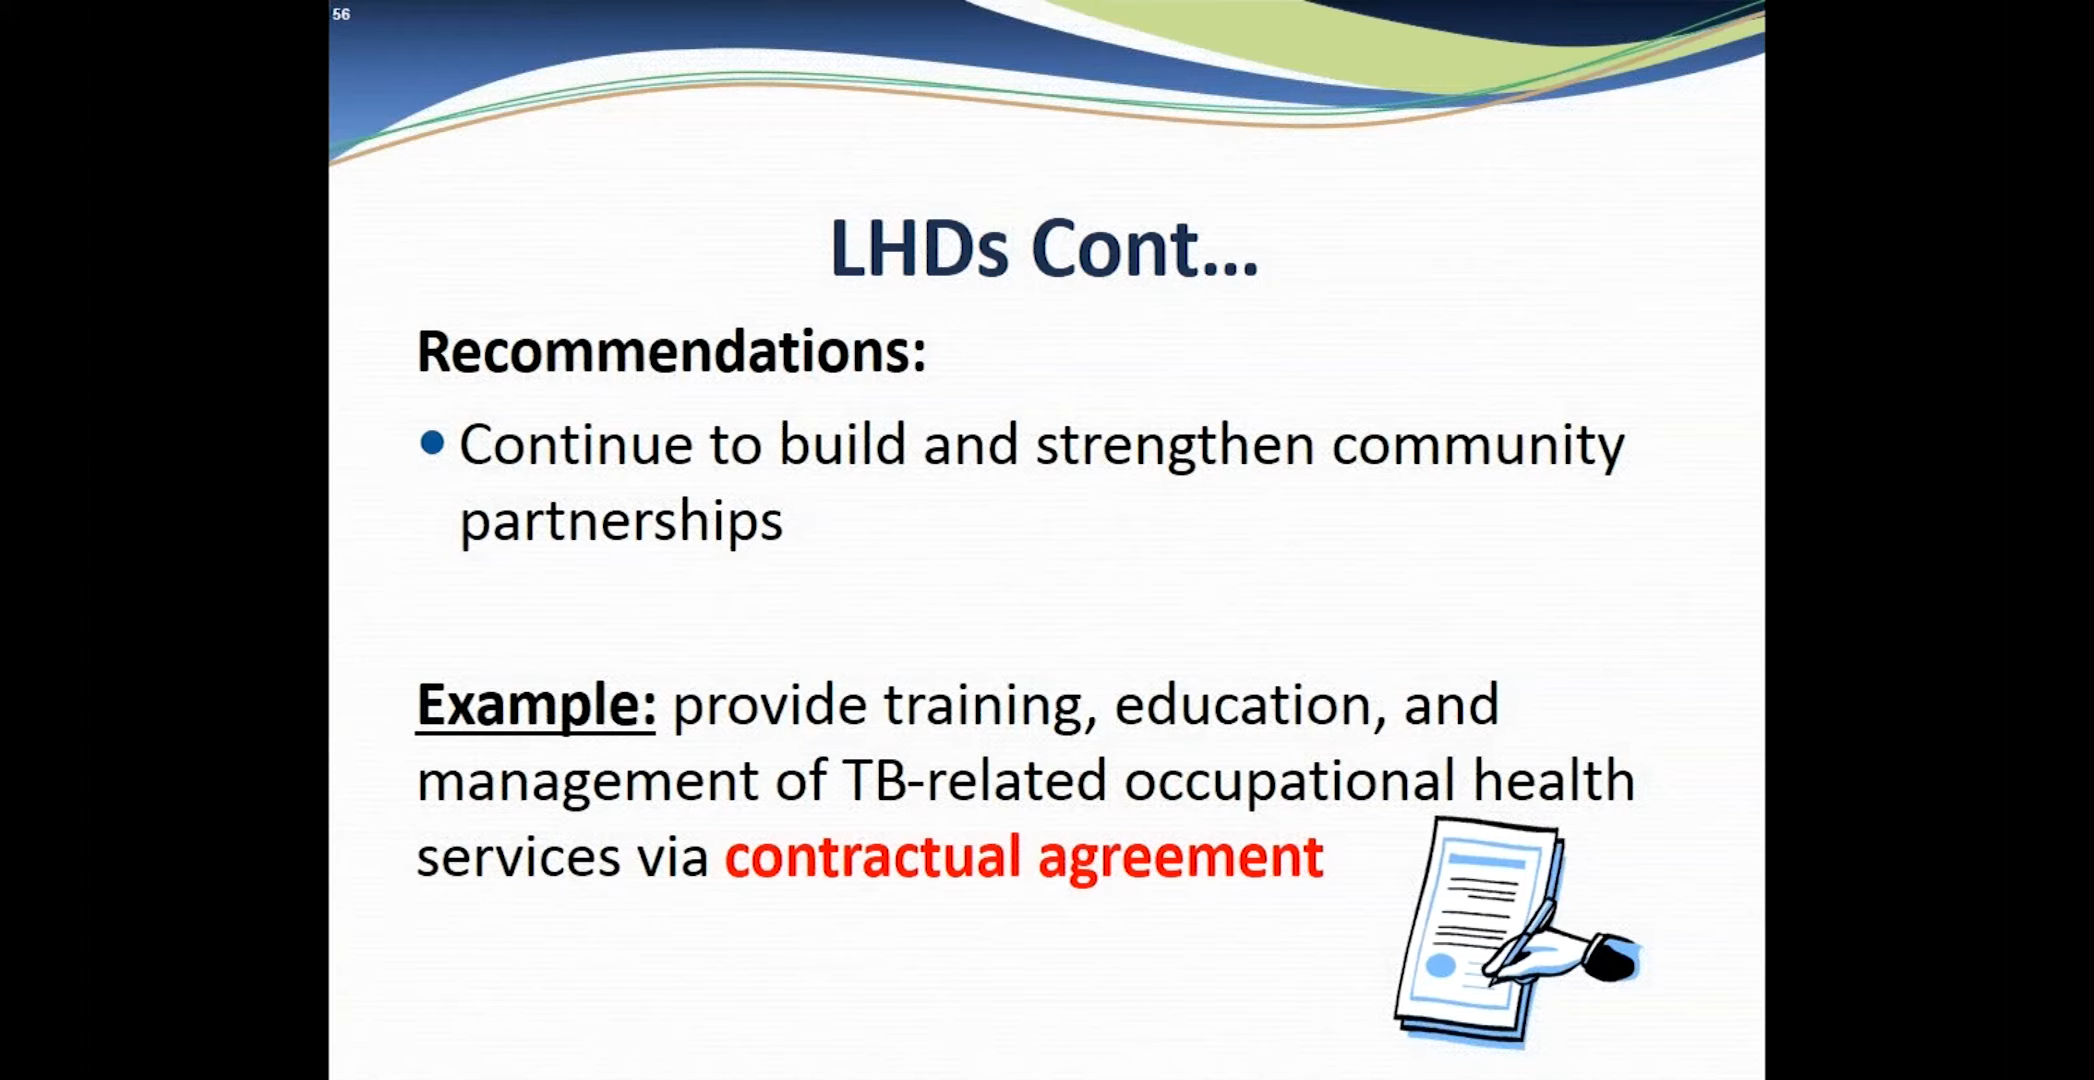 56
LHDs Cont...
Recommendations:
• Continue to build and strengthen community
partnerships
Example: provide training, education, and
management of TB-related occupational health
services via contractual agreement